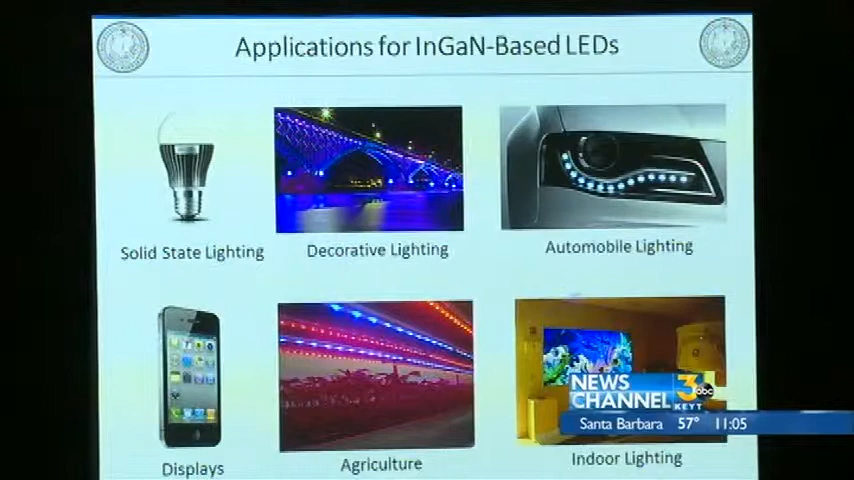 Applications for InGaN-Based LEDs
Solid State Lighting
Decorative Lighting
Automobile Lighting
Displays
Agriculture
Indoor Lighting
NEWS
CHANNEL
3
abc
KEYT
Santa Barbara 57° 11:05